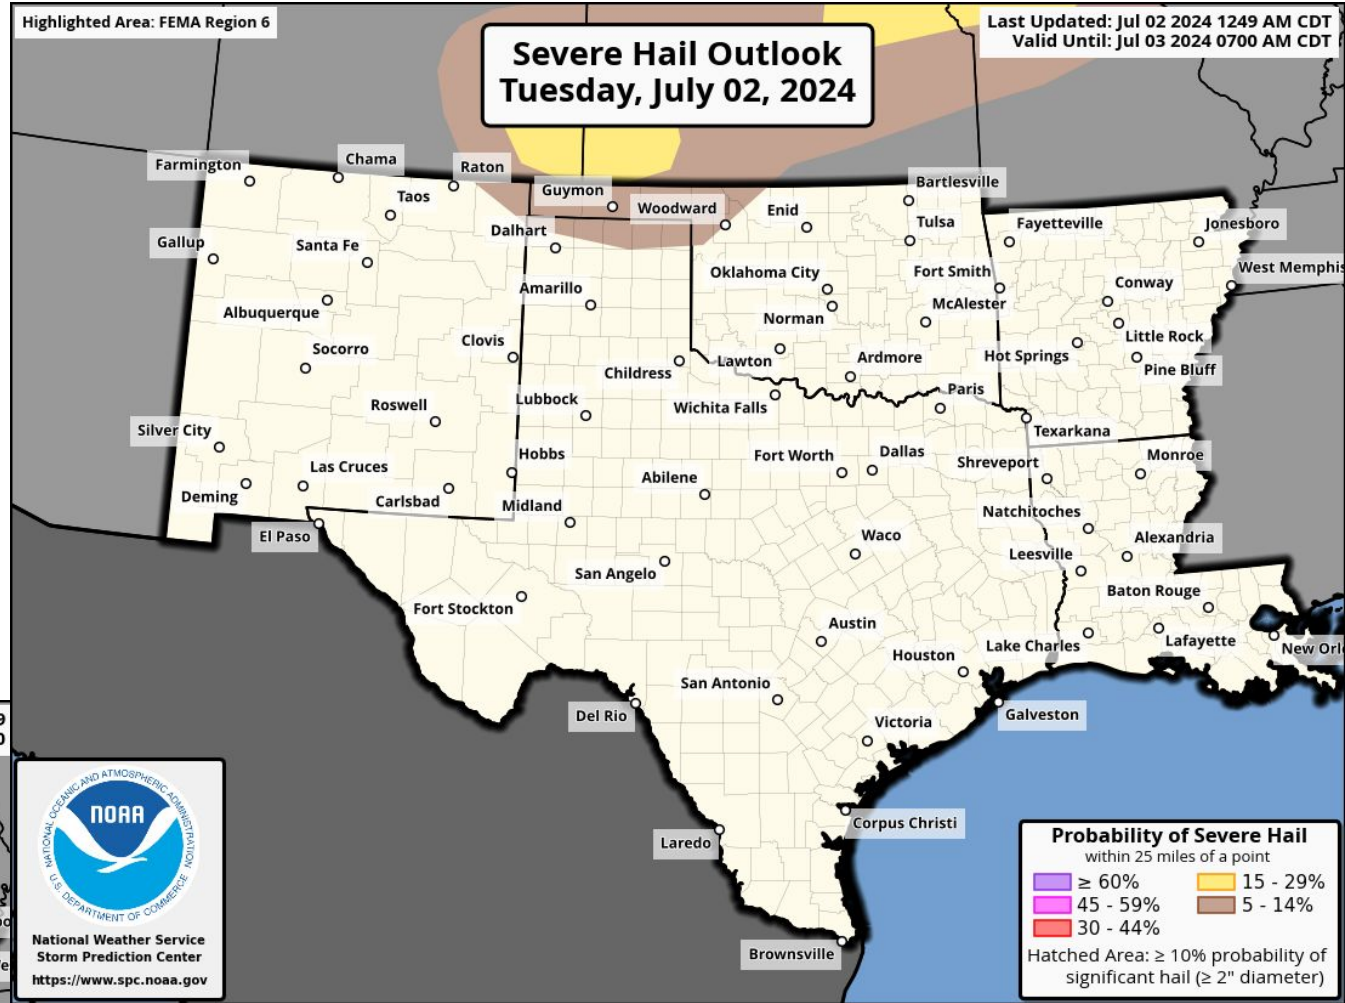 Highlighted Area: FEMA Region 6
Severe Hail Outlook
Tuesday, July 02, 2024
Last Updated: Jul 02 2024 1249 AM CDT
Valid Until: Jul 03 2024 0700 AM CDT
Farmington
Chama
Raton
Taos
Guymon
Woodward
Enid
Bartlesville
Tulsa
Fayetteville
Jonesboro
Gallup
Santa Fe
Dalhart
Oklahoma City
Fort Smith
West Memphis
Amarillo
Conway
Albuquerque
Norman
McAlester
Little Rock
Socorro
Clovis
Childress
Lawton
Ardmore
Hot Springs
Pine Bluff
Roswell
Lubbock
Wichita Falls
Paris
Texarkana
Silver City
Las Cruces
Hobbs
Abilene
Fort Worth
Dallas
Shreveport
Monroe
Deming
Carlsbad
Midland
Natchitoches
El Paso
Waco
Leesville
Alexandria
San Angelo
Fort Stockton
Baton Rouge
Austin
Lake Charles
Lafayette
New Orl
Houston
San Antonio
Del Rio
Victoria
Galveston
Corpus Christi
Laredo
Brownsville
9
0
NATIONAL OCEANIC AND ATMOSPHERIC ADMINISTRATION
NOAA
U.S. DEPARTMENT OF COMMERCE
National Weather Service
Storm Prediction Center
https://www.spc.noaa.gov
Probability of Severe Hail
within 25 miles of a point
≥ 60%
15 - 29%
45 - 59%
5 - 14%
30 - 44%
Hatched Area: ≥ 10% probability of
significant hail (≥ 2" diameter)